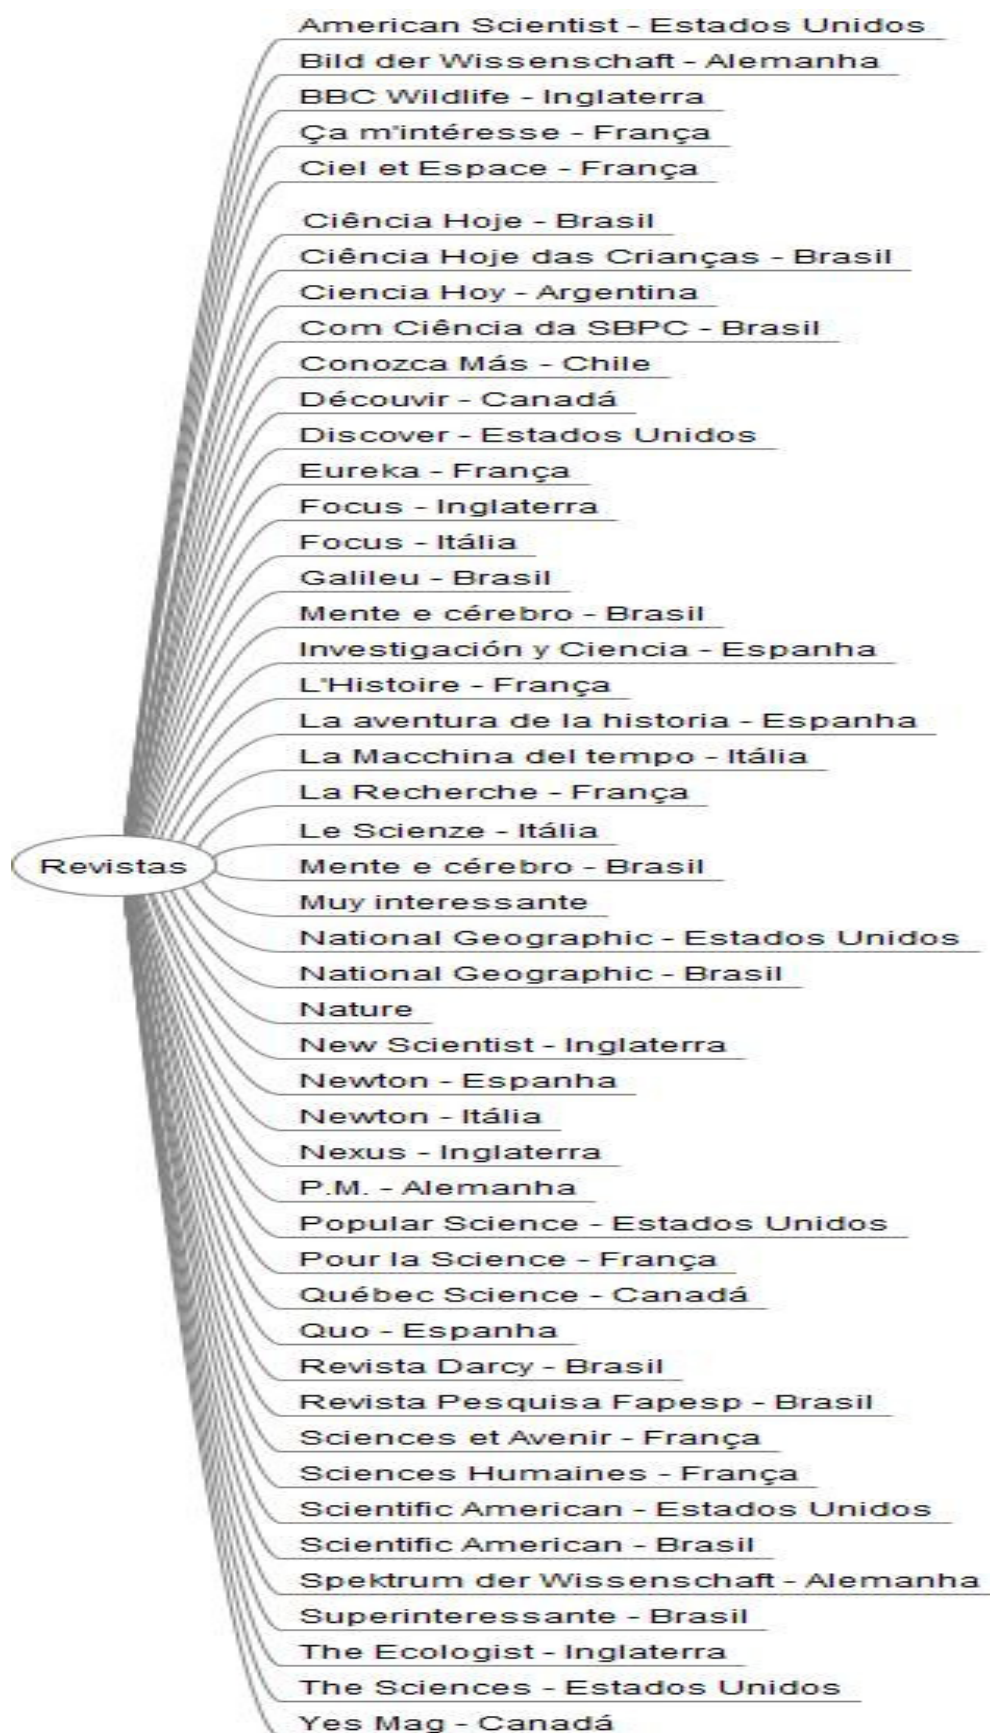 American Scientist - Estados Unidos
Bild der Wissenschaft - Alemanha
BBC Wildlife - Inglaterra
Ça m'intéresse - França
Ciel et Espace - França
Ciência Hoje - Brasil
Ciência Hoje das Crianças - Brasil
Ciencia Hoy - Argentina
Com Ciência da SBPC - Brasil
Conozca Más - Chile
Découvir - Canadá
Discover - Estados Unidos
Eureka - França
Focus - Inglaterra
Focus - Itália
Galileu - Brasil
Mente e cérebro - Brasil
Investigación y Ciencia - Espanha
L'Histoire - França
La aventura de la historia - Espanha
La Macchina del tempo - Itália
La Recherche - França
Le Scienze - Itália
Revistas
Mente e cérebro - Brasil
Muy interessante
National Geographic - Estados Unidos
National Geographic - Brasil
Nature
New Scientist - Inglaterra
Newton - Espanha
Newton - Itália
Nexus - Inglaterra
P.M. - Alemanha
Popular Science - Estados Unidos
Pour la Science - França
Québec Science - Canadá
Quo - Espanha
Revista Darcy - Brasil
Revista Pesquisa Fapesp - Brasil
Sciences et Avenir - França
Sciences Humaines - França
Scientific American - Estados Unidos
Scientific American - Brasil
Spektrum der Wissenschaft - Alemanha
Superinteressante - Brasil
The Ecologist - Inglaterra
The Sciences - Estados Unidos
Yes Mag - Canadá